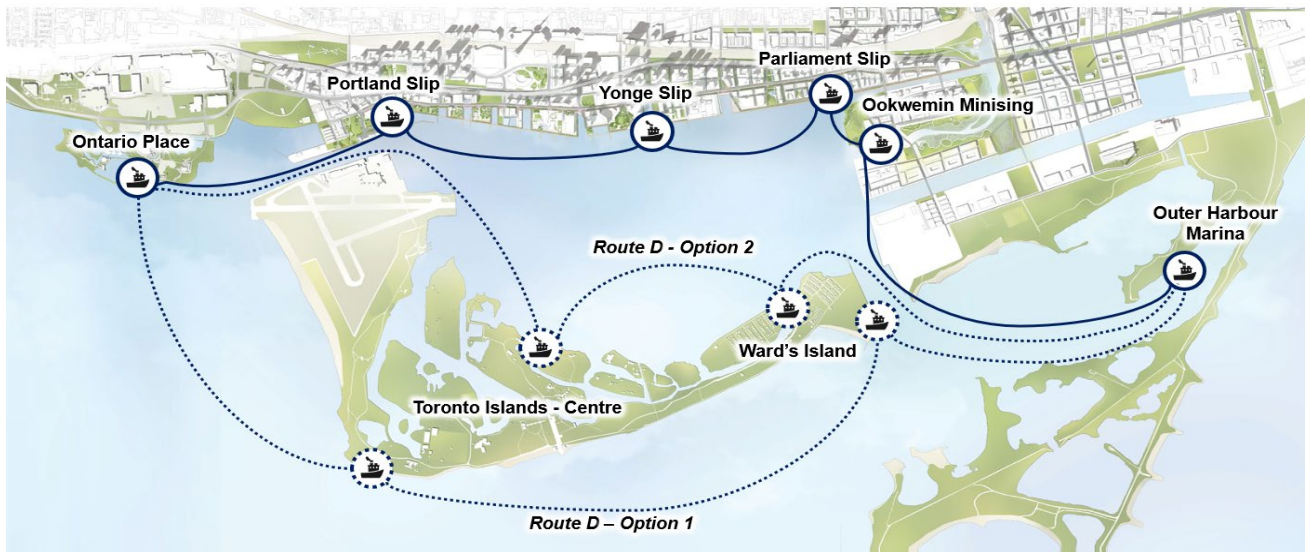 Parliament Slip
Portland Slip
Yonge Slip
Ookwemin Minising
Ontario Place
Outer Harbour
Marina
Route D - Option 2
Ward's Island
Toronto Islands - Centre
Route D – Option 1